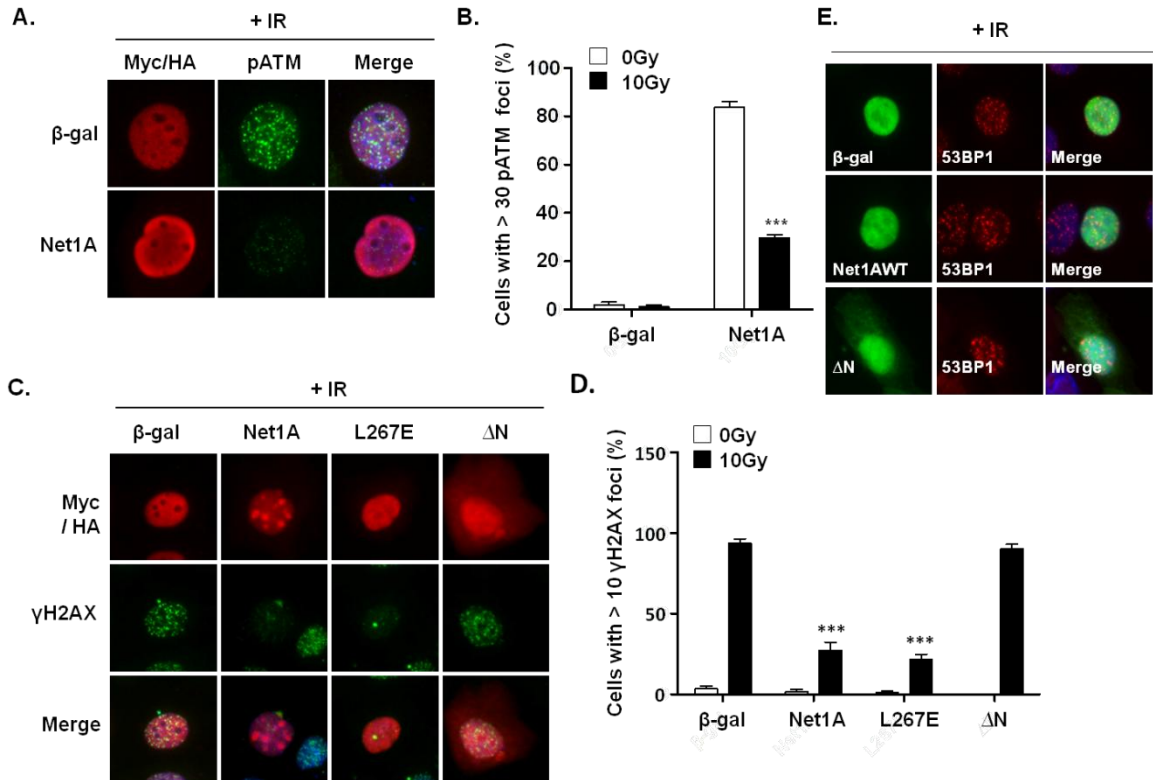 A.
+ IR
Myc/HA pATM Merge
β-gal
Net1A
B.
0Gy
10Gy
Cells with > 30 pATM foci (%)
100
80
60
40
20
0
***
β-gal Net1A
E.
+ IR
β-gal 53BP1 Merge
Net1AWT 53BP1 Merge
ΔN 53BP1 Merge
C.
+ IR
β-gal Net1A L267E ΔN
Myc
/ HA
γH2AX
Merge
D.
0Gy
10Gy
Cells with > 10 γH2AX foci (%)
150
100
50
0
*** ***
β-gal Net1A L267E ΔN